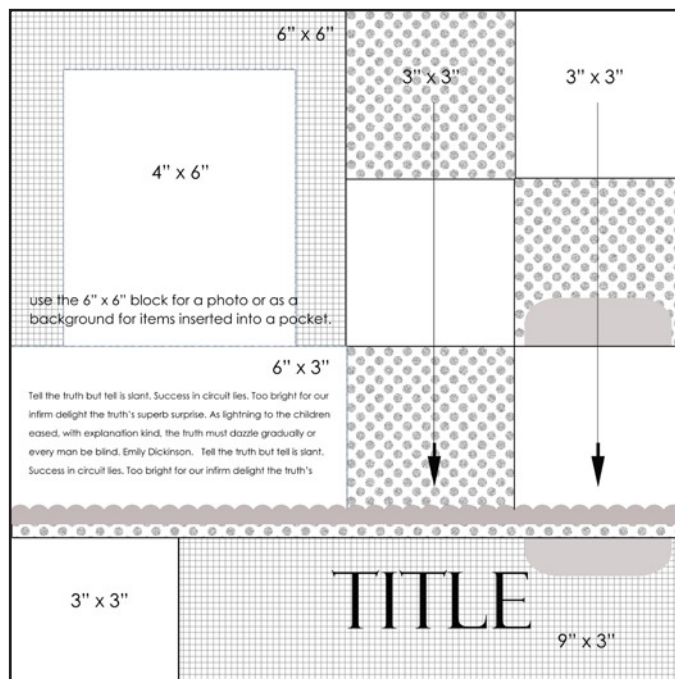 6” x 6”
3” x 3”
3” x 3”
4” x 6”
use the 6” x 6” block for a photo or as a
background for items inserted into a pocket.
6” x 3”
Tell the truth but tell is slant. Success in circuit lies. Too bright for our
infirm delight the truth’s superb surprise. As lightning to the children
eased, with explanation kind, the truth must dazzle gradually or
every man be blind. Emily Dickinson. Tell the truth but tell is slant.
Success in circuit lies. Too bright for our infirm delight the truth’s
3” x 3”
TITLE
9” x 3”